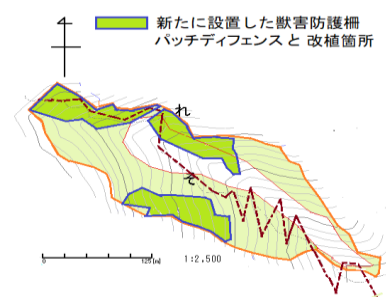 新たに設置した獣害防護柵
パッチディフェンスと改植箇所
れ
そ
0 125(m)
1:2,500